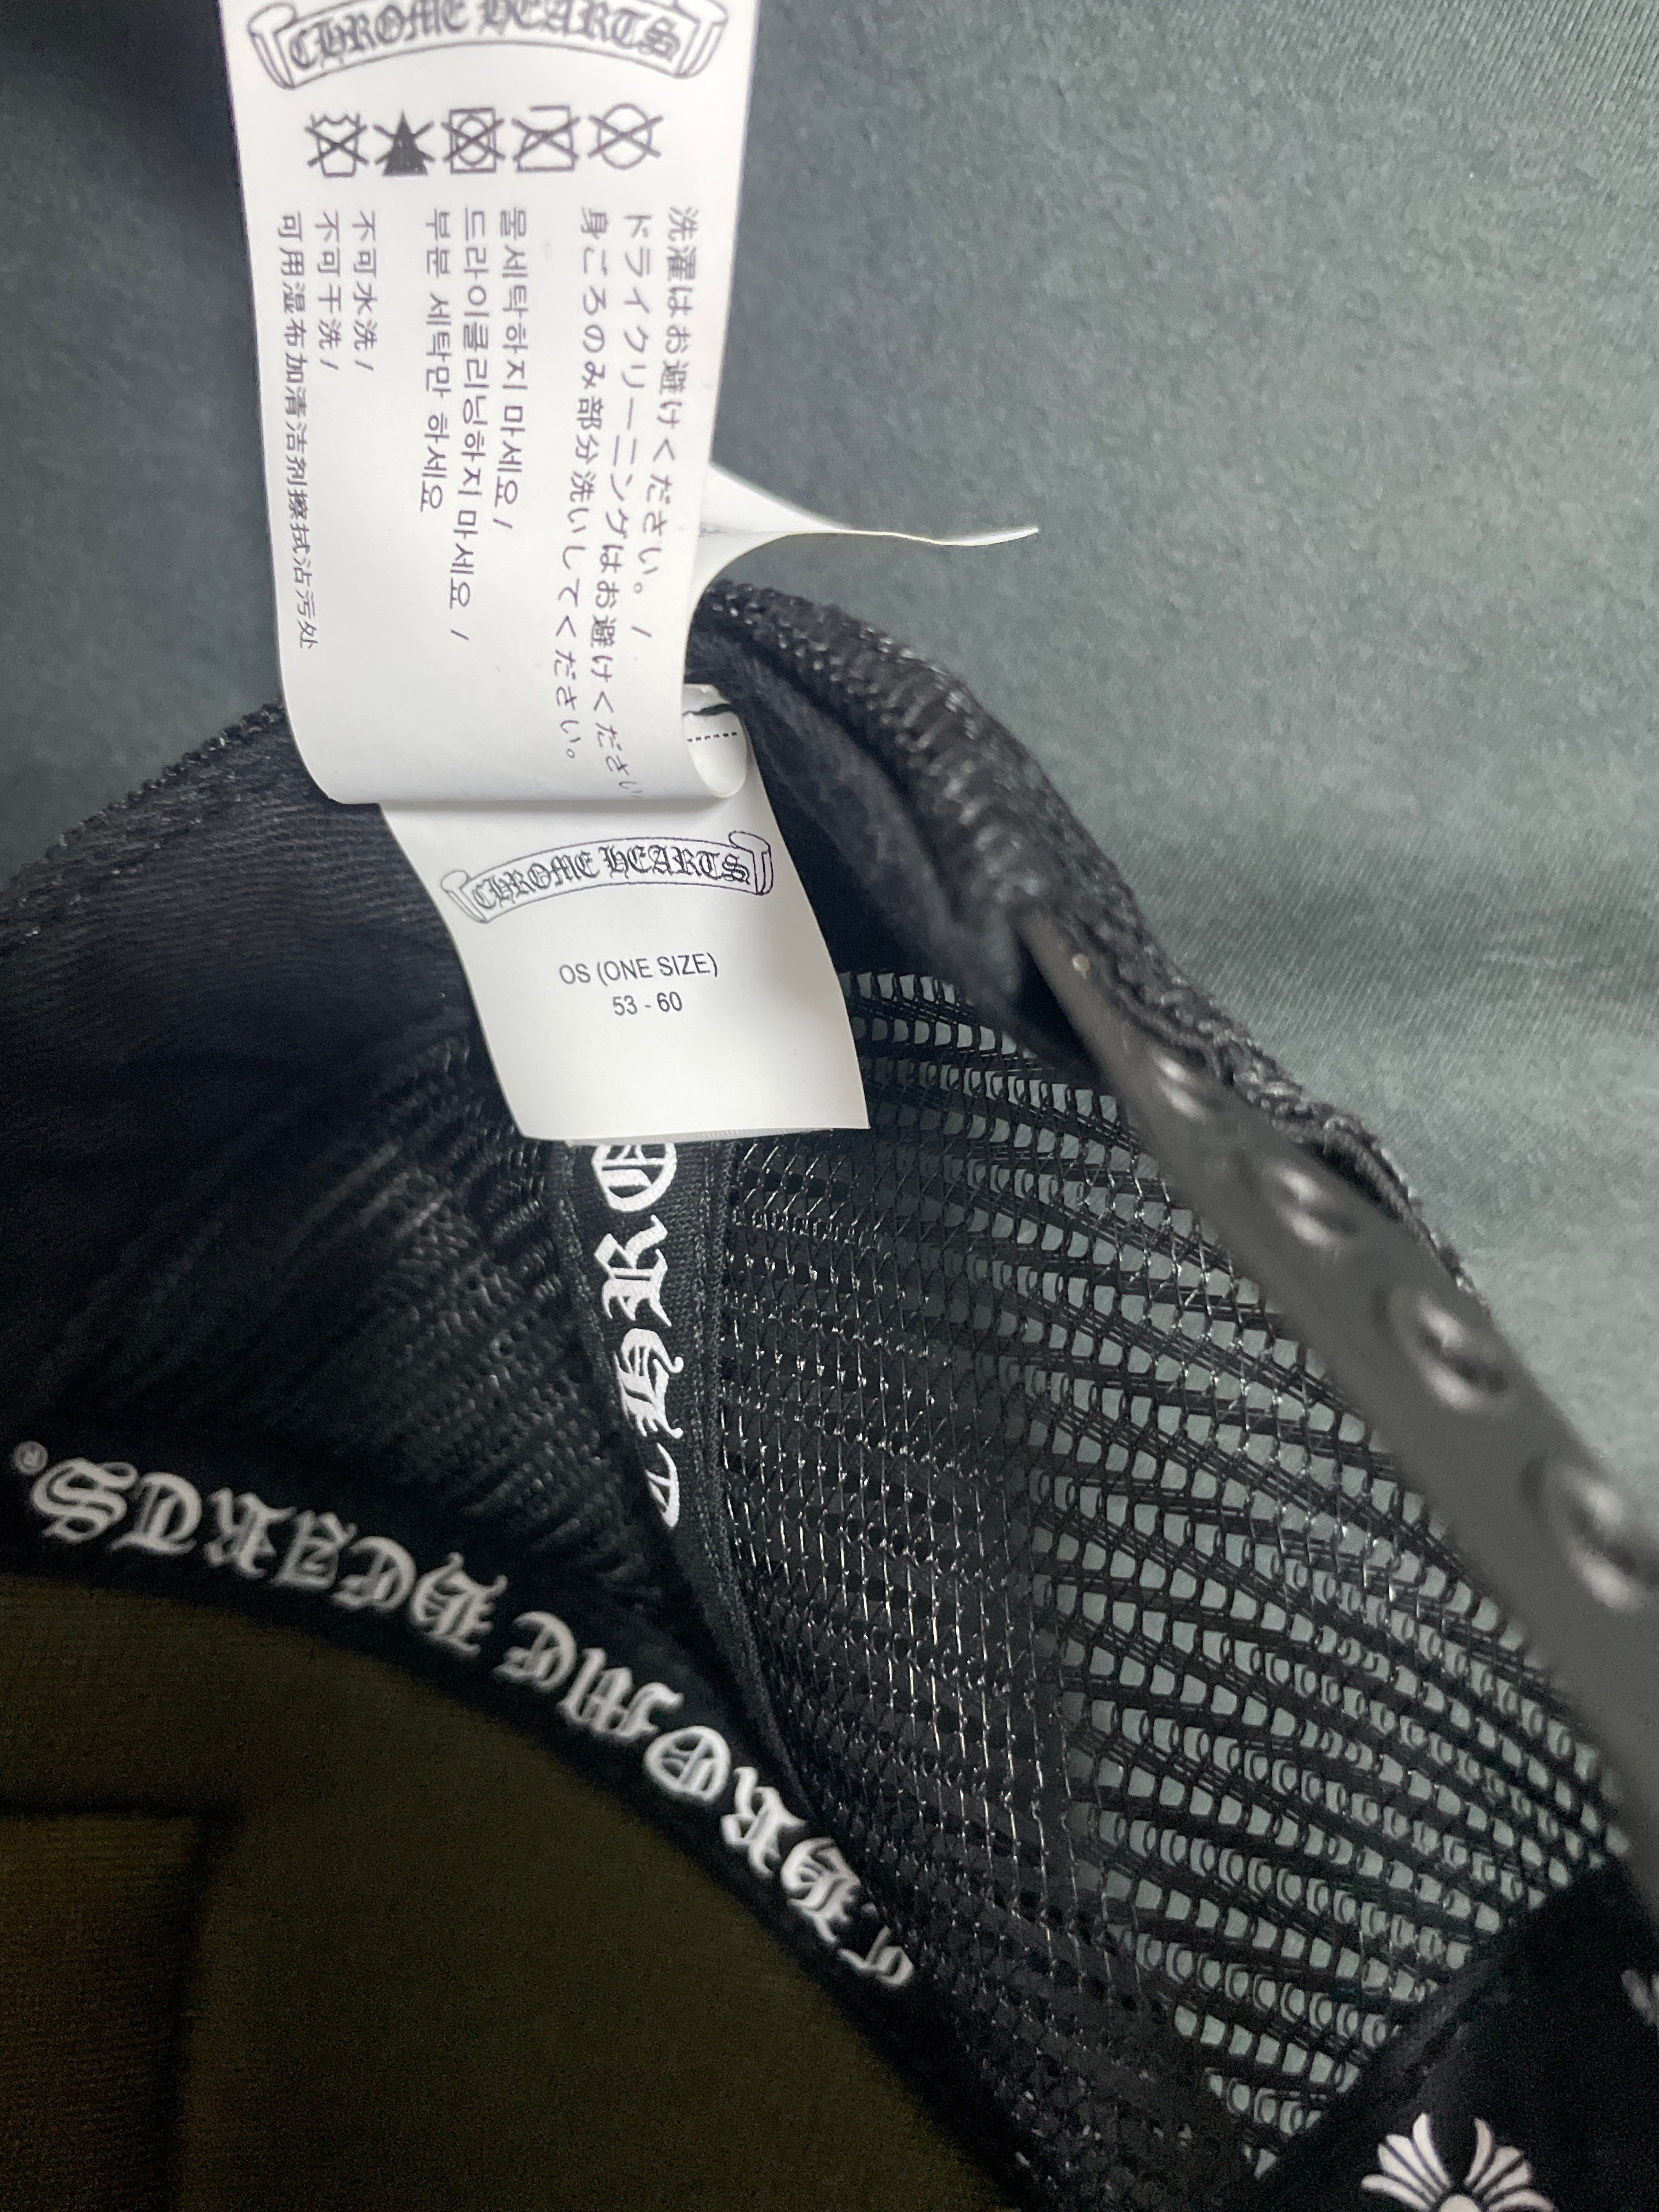 CHROME HEARTS
洗濯はお避けください。/
ドライクリーニングはお避けください
身ごろのみ部分洗いしてください。
물세탁하지 마세요 /
드라이클리닝하지 마세요 /
부분 세탁만 하세요
不可水洗 /
不可干洗 /
可用湿布加清洁剂擦拭沾污处
CHROME HEARTS
OS (ONE SIZE)
53 - 60
CHRO
CHROME HEARTS®